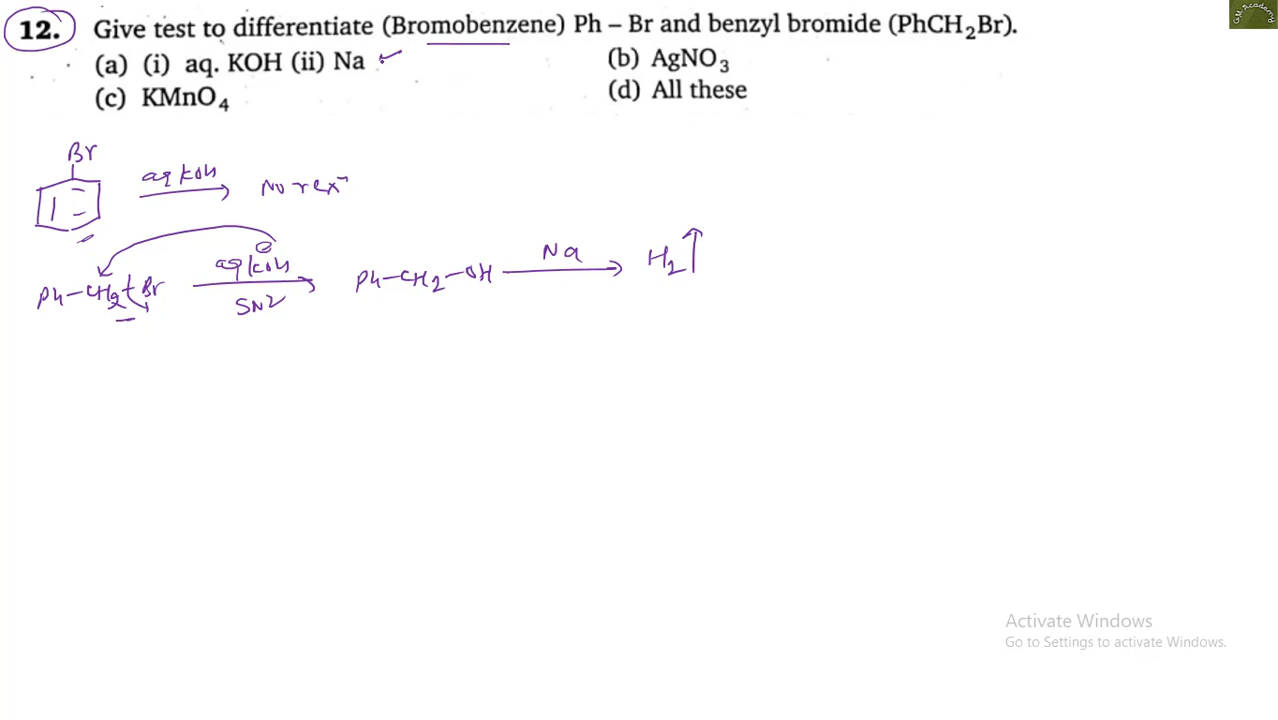 GM Academy
12. Give test to differentiate (Bromobenzene) Ph – Br and benzyl bromide (PhCH₂Br).
(a) (i) aq. KOH (ii) Na ✓ (b) AgNO₃
(c) KMnO₄ (d) All these
Br
aq KOH No rexⁿ
Ph-CH₂-Br aq KOH Ph-CH₂-OH Na H₂↑
⊖
SN2
Activate Windows
Go to Settings to activate Windows.